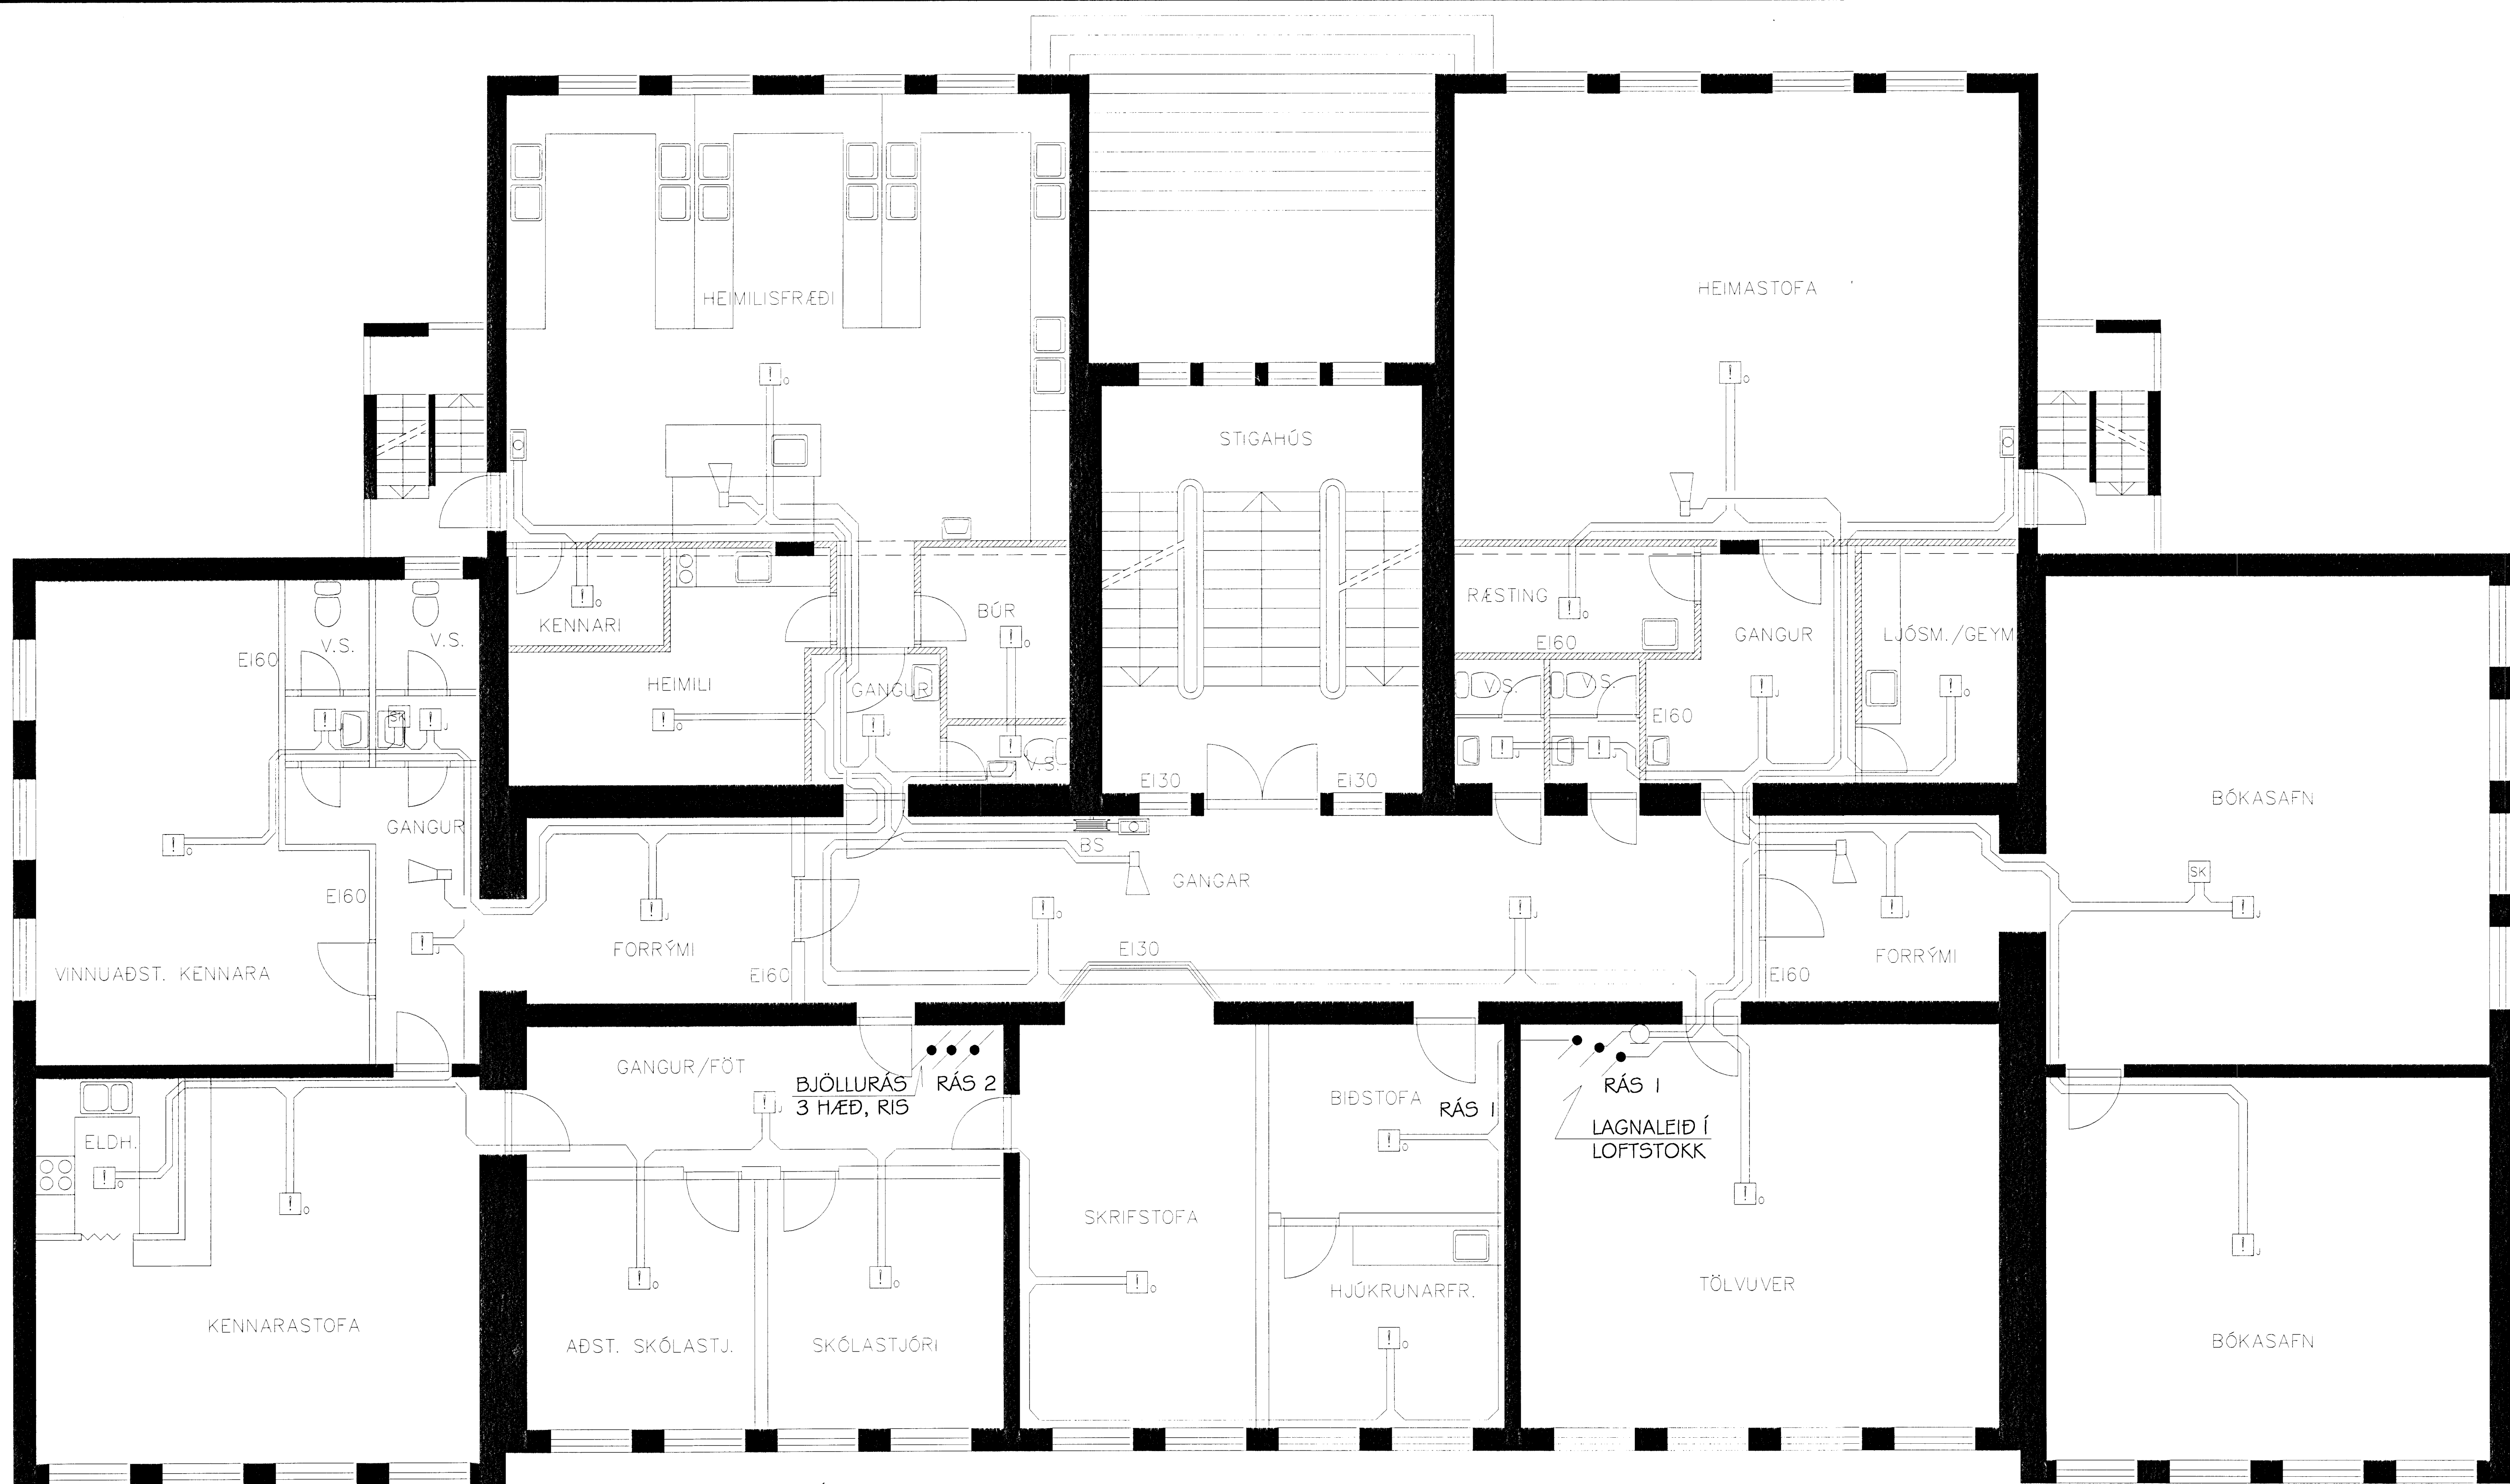 HEIMILISFRÆÐI
HEIMASTOFA
STIGAHÚS
O
O
KENNARI
O
BÚR
O
RÆSTING
O
EI60
GANGUR
LJÓSM./GEYM
V.S.
V.S.
EI60
HEIMILI
O
GANGUR
J
V.S.
V.S.
V.S.
EI60
J
J
J
O
SK
J
J
V.S.
EI30
EI30
BÓKASAFN
GANGUR
O
BS
GANGAR
SK
EI60
J
O
J
J
J
J
FORRÝMI
EI30
FORRÝMI
VINNUAÐST. KENNARA
EI60
EI60
GANGUR/FÖT
BJÖLLURÁS
3 HÆÐ, RIS
RÁS 2
J
BIÐSTOFA
RÁS 1
O
RÁS 1
LAGNALEIÐ Í
LOFTSTOKK
ELDH.
O
O
O
SKRIFSTOFA
O
O
O
HJÚKRUNARFR.
O
TÖLVUVER
J
KENNARASTOFA
AÐST. SKÓLASTJ.
SKÓLASTJÓRI
O
BÓKASAFN